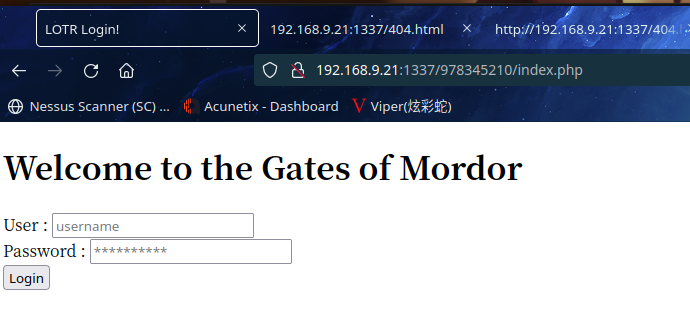 LOTR Login! × 192.168.9.21:1337/404.html × http://192.168.9.21:1337/404.
192.168.9.21:1337/978345210/index.php
Nessus Scanner (SC) ... Acunetix - Dashboard Viper(炫彩蛇)
Welcome to the Gates of Mordor
User : username
Password : **********
Login